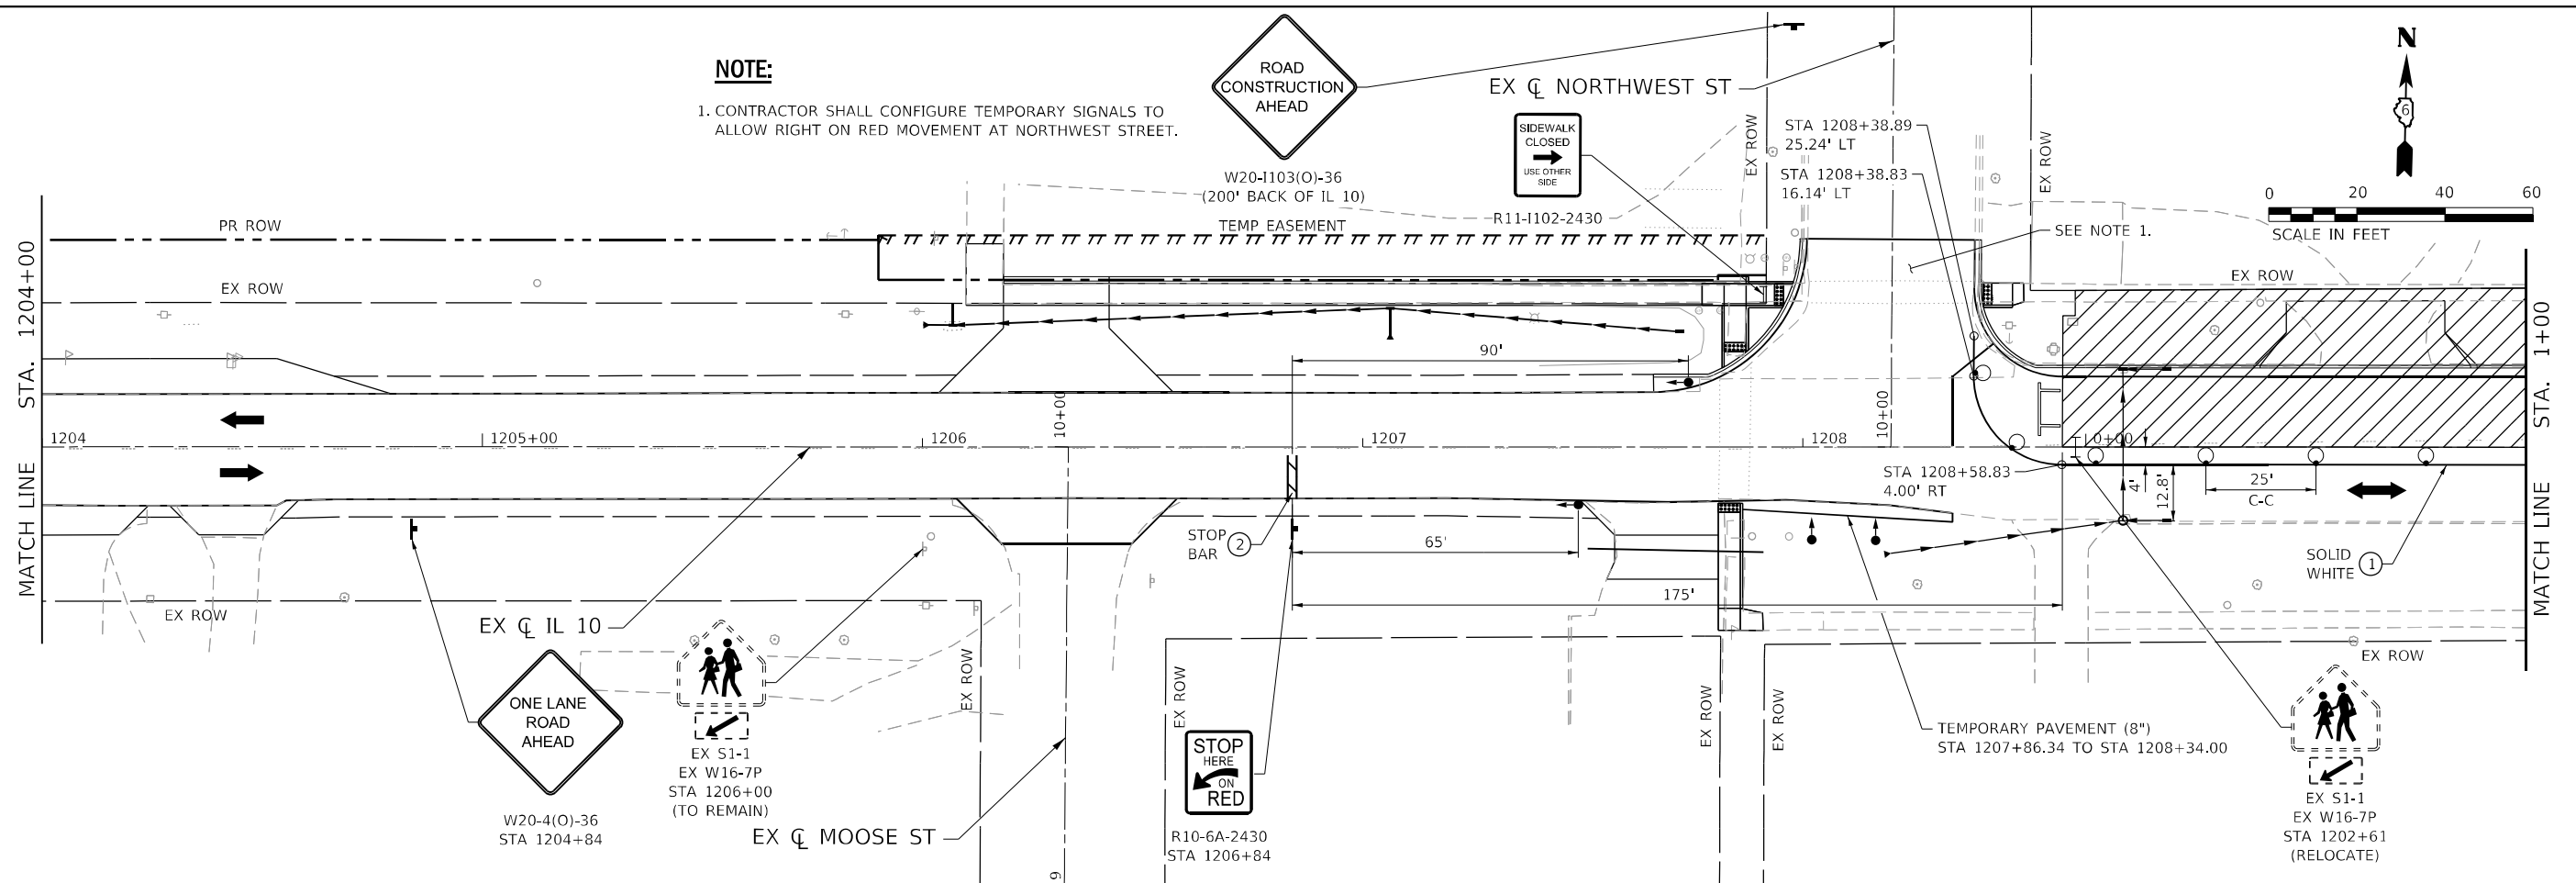 NOTE:
1. CONTRACTOR SHALL CONFIGURE TEMPORARY SIGNALS TO
ALLOW RIGHT ON RED MOVEMENT AT NORTHWEST STREET.
ROAD
CONSTRUCTION
AHEAD
W20-I103(O)-36
(200' BACK OF IL 10)
TEMP EASEMENT
EX ℄ NORTHWEST ST
SIDEWALK
CLOSED
USE OTHER
SIDE
R11-I102-2430
EX ROW
EX ROW
STA 1208+38.89
25.24' LT
STA 1208+38.83
16.14' LT
N
6
0 20 40 60
SCALE IN FEET
SEE NOTE 1.
PR ROW
EX ROW
EX ROW
MATCH LINE STA. 1204+00
MATCH LINE STA. 1+00
90'
1204
1205+00
1206
10+00
1207
1208
10+00
0+00
STA 1208+58.83
4.00' RT
4'
12.8'
25'
C-C
STOP
BAR
2
65'
175'
SOLID
WHITE
1
EX ROW
EX ROW
EX ℄ IL 10
ONE LANE
ROAD
AHEAD
W20-4(O)-36
STA 1204+84
EX S1-1
EX W16-7P
STA 1206+00
(TO REMAIN)
EX ROW
EX ROW
EX ℄ MOOSE ST
9
STOP
HERE
ON
RED
R10-6A-2430
STA 1206+84
EX ROW
EX ROW
TEMPORARY PAVEMENT (8")
STA 1207+86.34 TO STA 1208+34.00
EX S1-1
EX W16-7P
STA 1202+61
(RELOCATE)